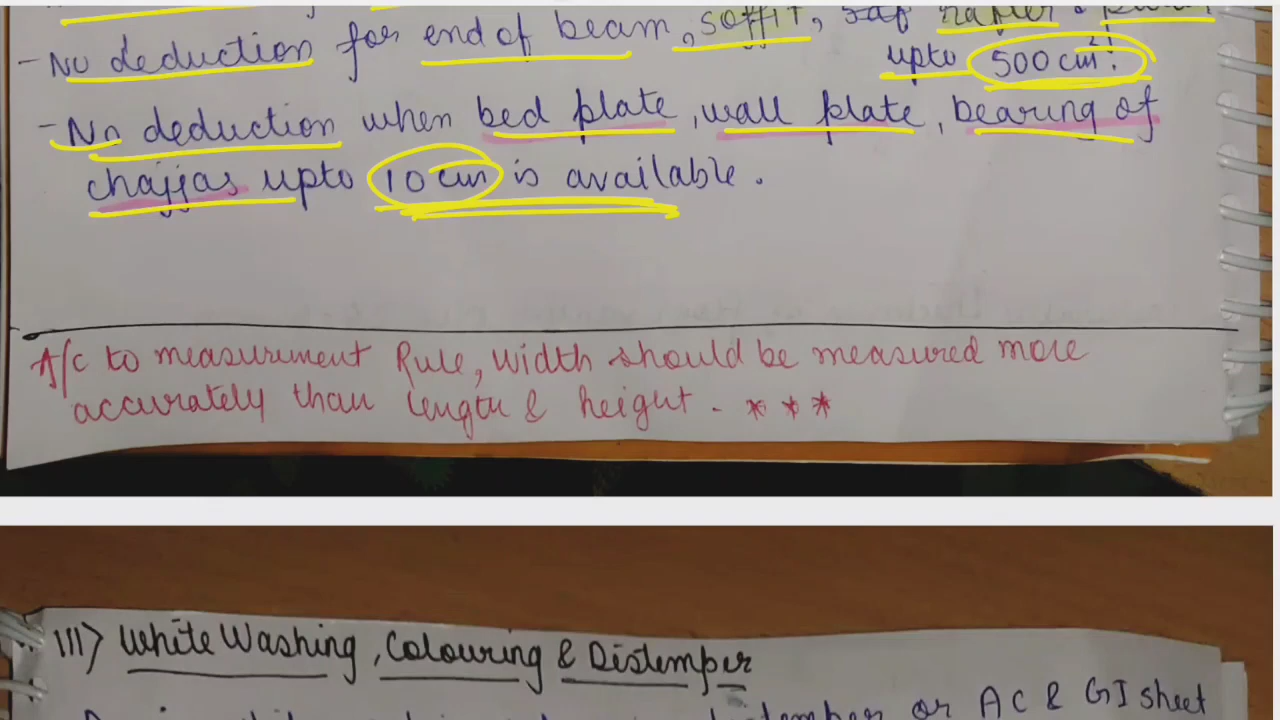 - No deduction for end of beam, soffit, rafter
upto 500 cm².
- No deduction when bed plate, wall plate, bearing of
chajjas upto 10 cm is available.
A/c to measurement Rule, width should be measured more
accurately than length & height. ***
III) White Washing, Colouring & Distemper
or AC & GI sheet